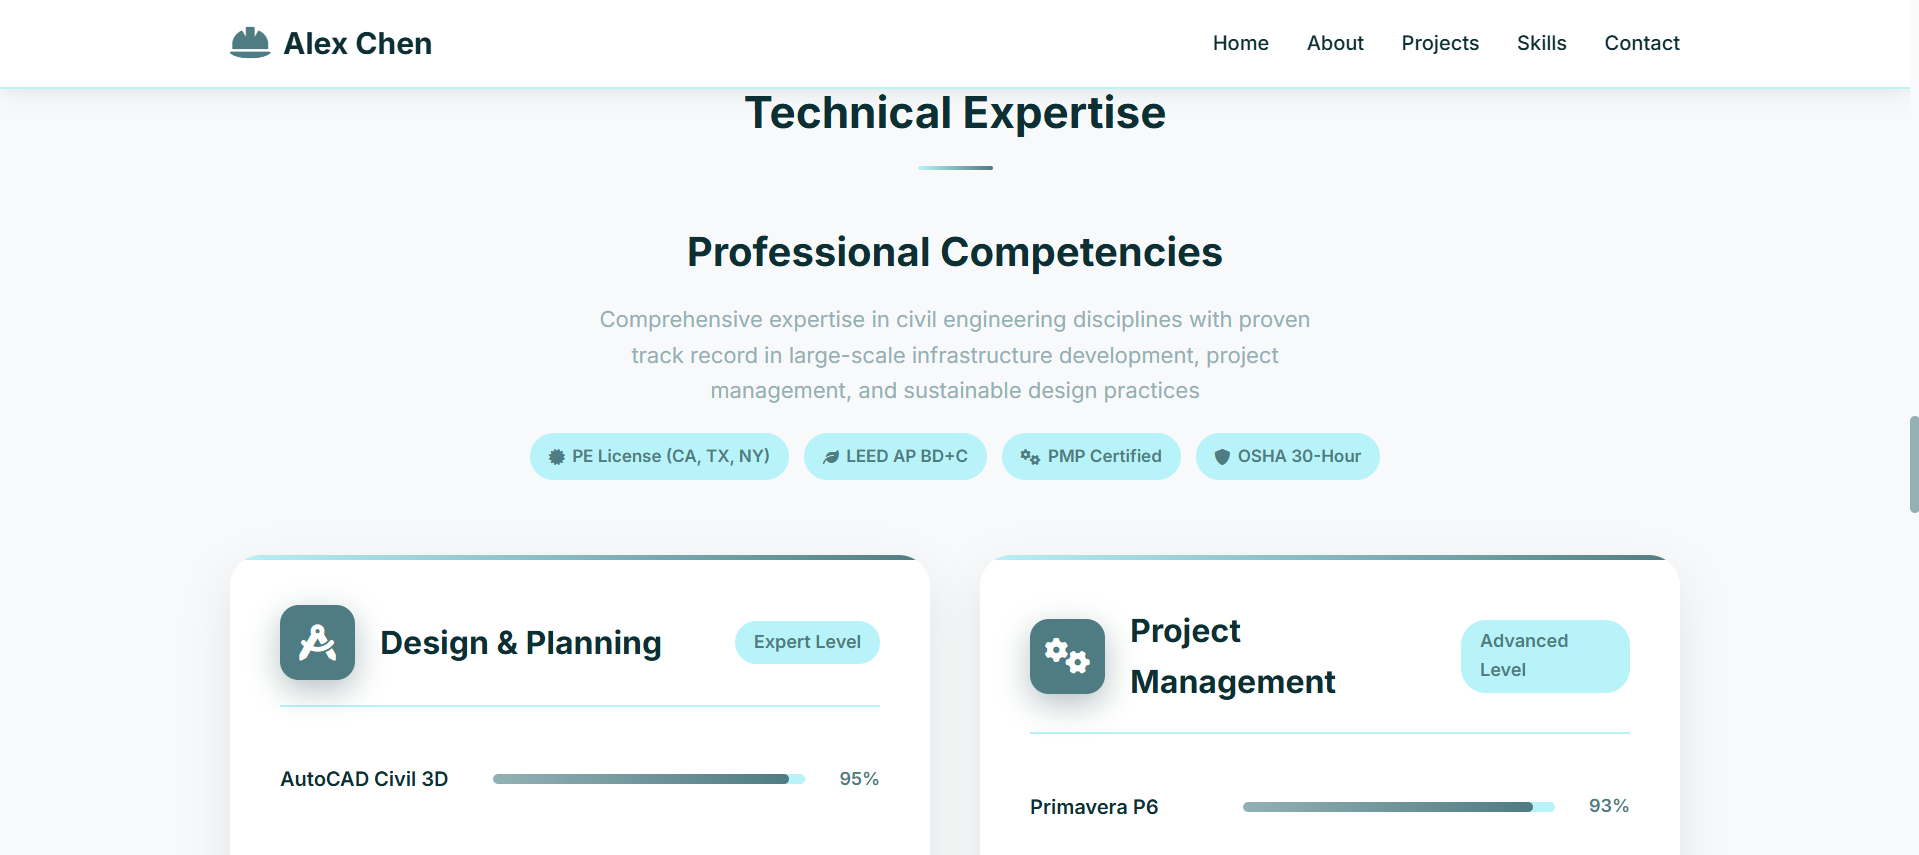 Alex Chen
Home
About
Projects
Skills
Contact
Technical Expertise
Professional Competencies
Comprehensive expertise in civil engineering disciplines with proven
track record in large-scale infrastructure development, project
management, and sustainable design practices
PE License (CA, TX, NY)
LEED AP BD+C
PMP Certified
OSHA 30-Hour
Design & Planning
Expert Level
AutoCAD Civil 3D
95%
Project
Management
Advanced
Level
Primavera P6
93%